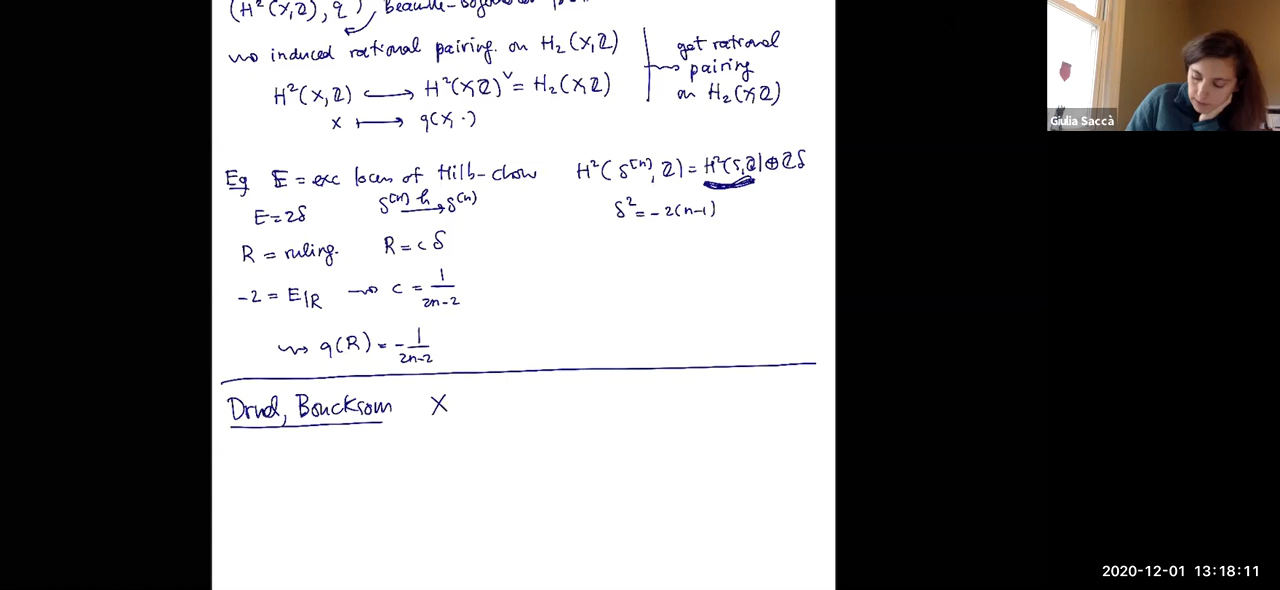 (H²(X,Z), q),
⇝ induced rational pairing on H₂(X,Z)
H²(X,Z) ↪ H²(X,Z)^∨ = H₂(X,Z)
x ⟼ q(x, ·)
get rational
⇝ pairing
on H₂(X,Z)
Giulia Saccà
Eg E = exc locus of Hilb-chow
H²(S^[n], Z) = H²(S,Z) ⊕ Zδ
E = 2δ
S^[n] h→ S^(n)
δ² = -2(n-1)
R = ruling. R = c δ
-2 = E|R ⇝ c = 1/(2n-2)
⇝ q(R) = -1/(2n-2)
Druel, Boucksom X
2020-12-01 13:18:11